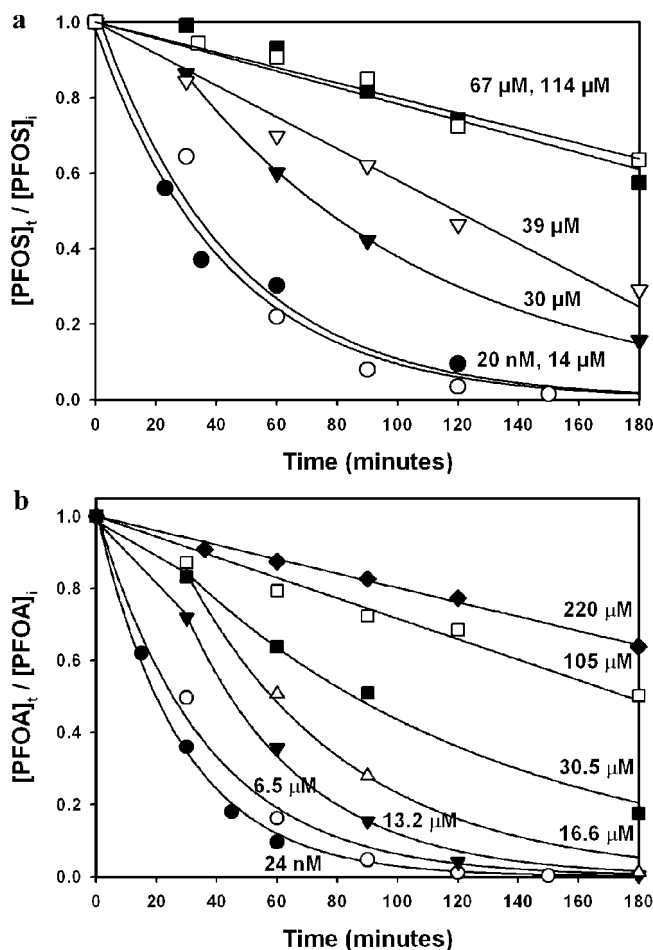 a
1.0
0.8
0.6
0.4
0.2
0.0
[PFOS]t / [PFOS]i
67 µM, 114 µM
39 µM
30 µM
20 nM, 14 µM
0 20 40 60 80 100 120 140 160 180
Time (minutes)
b
1.0
0.8
0.6
0.4
0.2
0.0
[PFOA]t / [PFOA]i
220 µM
105 µM
30.5 µM
16.6 µM
13.2 µM
6.5 µM
24 nM
0 20 40 60 80 100 120 140 160 180
Time (minutes)